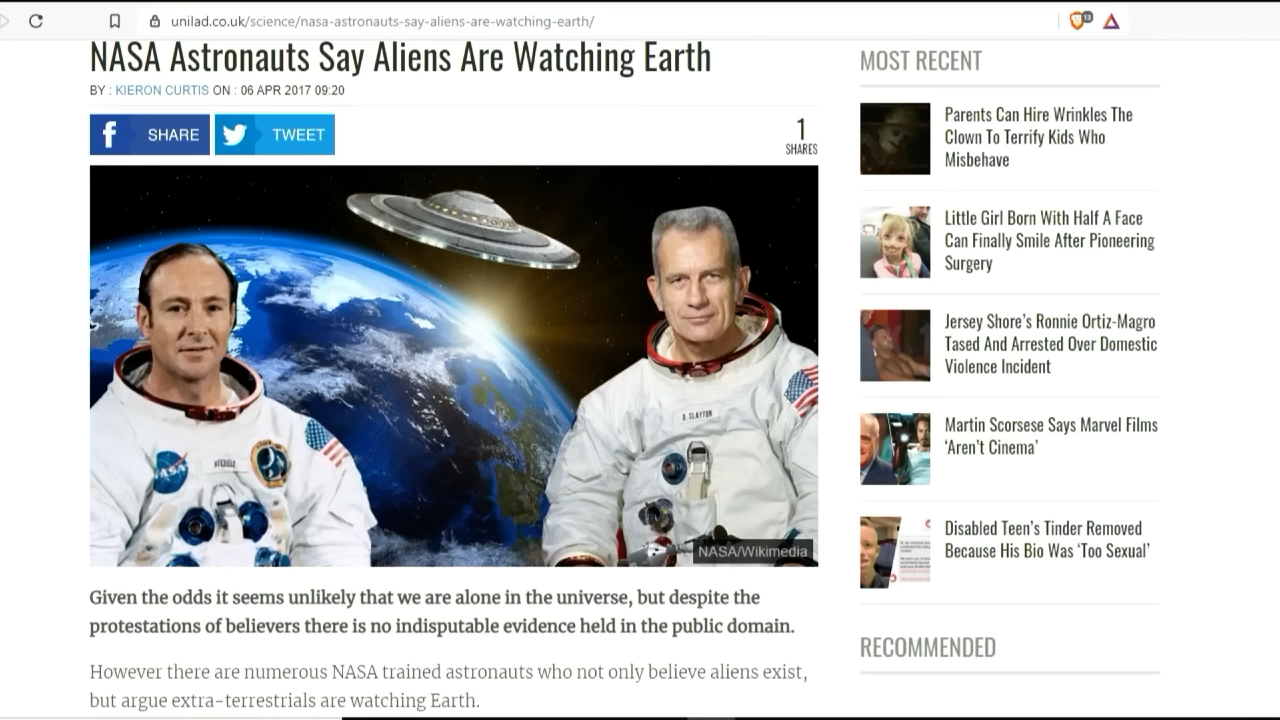 unilad.co.uk/science/nasa-astronauts-say-aliens-are-watching-earth/
13
NASA Astronauts Say Aliens Are Watching Earth
BY : KIERON CURTIS ON : 06 APR 2017 09:20
f SHARE
TWEET
1
SHARES
NASA
D. SLAYTON
NASA/Wikimedia
Given the odds it seems unlikely that we are alone in the universe, but despite the
protestations of believers there is no indisputable evidence held in the public domain.
However there are numerous NASA trained astronauts who not only believe aliens exist,
but argue extra-terrestrials are watching Earth.
MOST RECENT
Parents Can Hire Wrinkles The
Clown To Terrify Kids Who
Misbehave
Little Girl Born With Half A Face
Can Finally Smile After Pioneering
Surgery
Jersey Shore's Ronnie Ortiz-Magro
Tased And Arrested Over Domestic
Violence Incident
Martin Scorsese Says Marvel Films
‘Aren’t Cinema’
Disabled Teen’s Tinder Removed
Because His Bio Was ‘Too Sexual’
RECOMMENDED